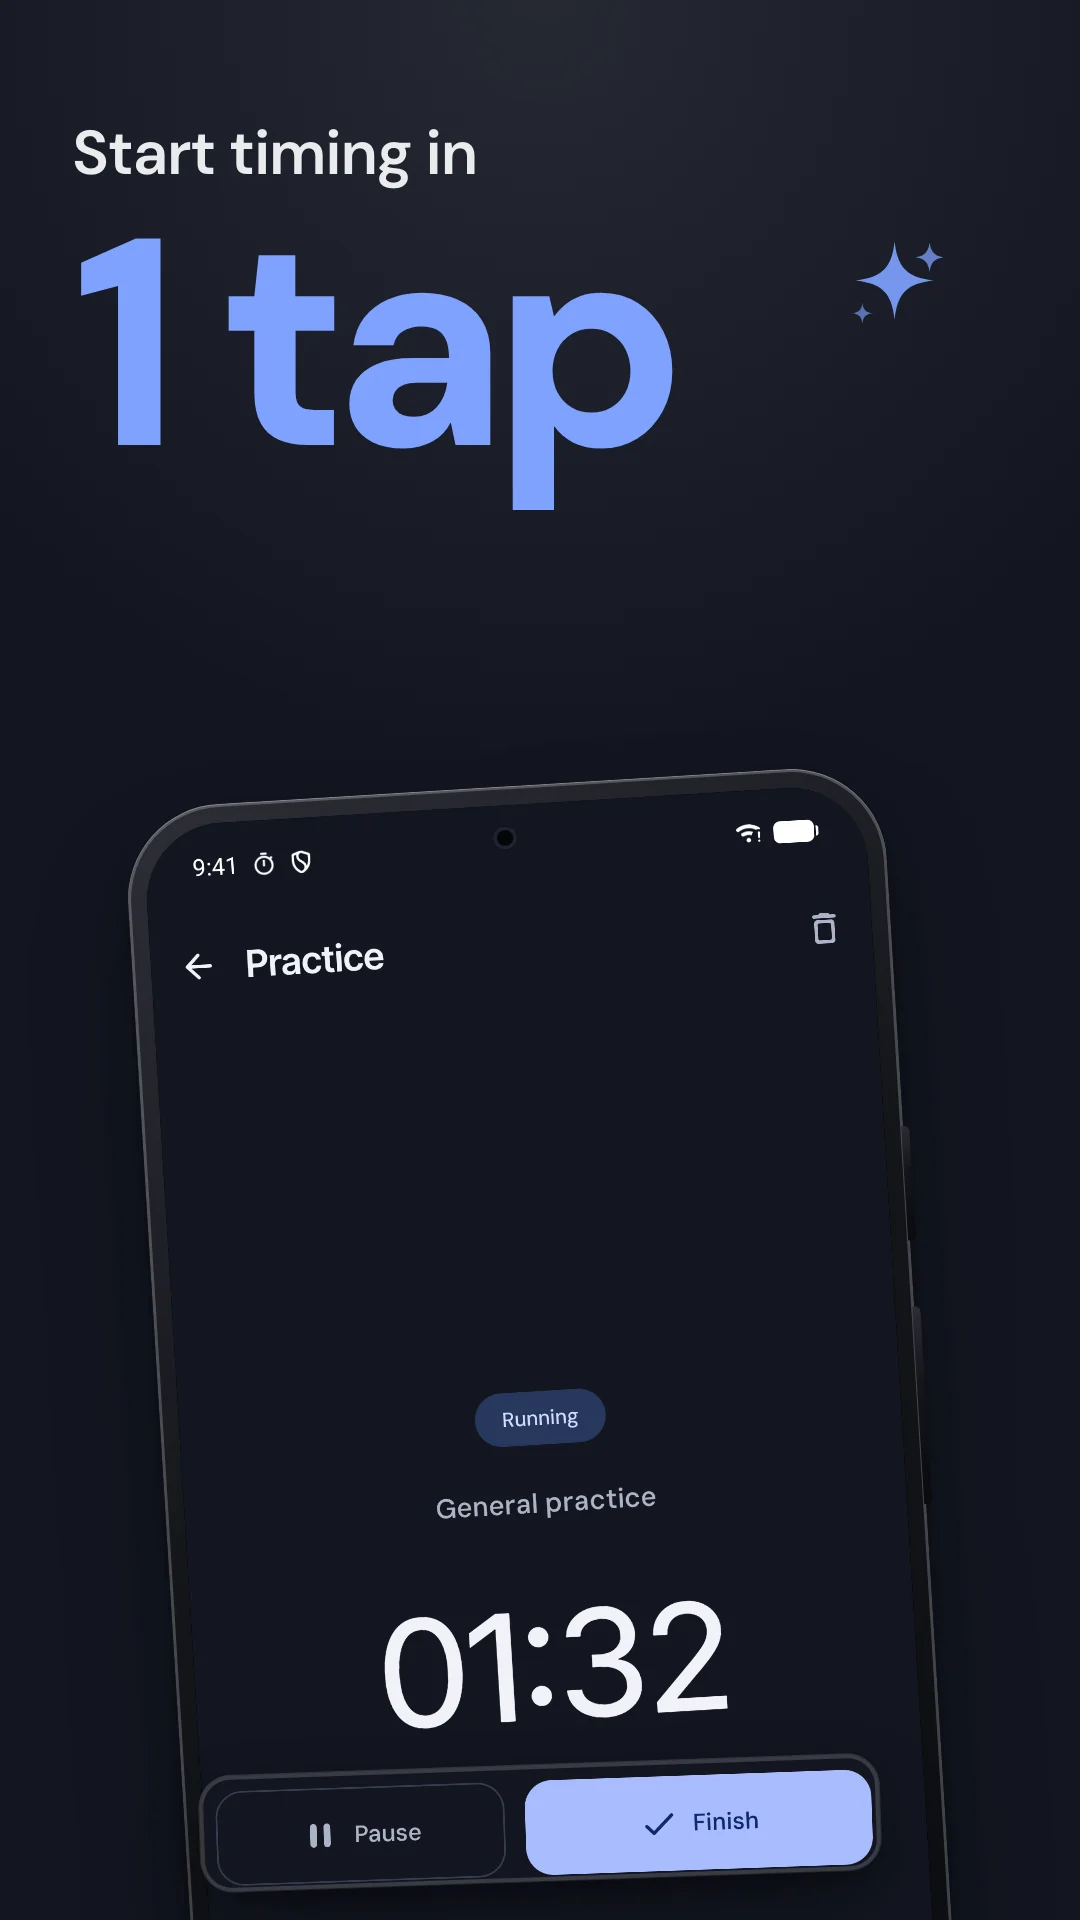 Start timing in
1 tap
9:41
Practice
Running
General practice
01:32
Pause
Finish